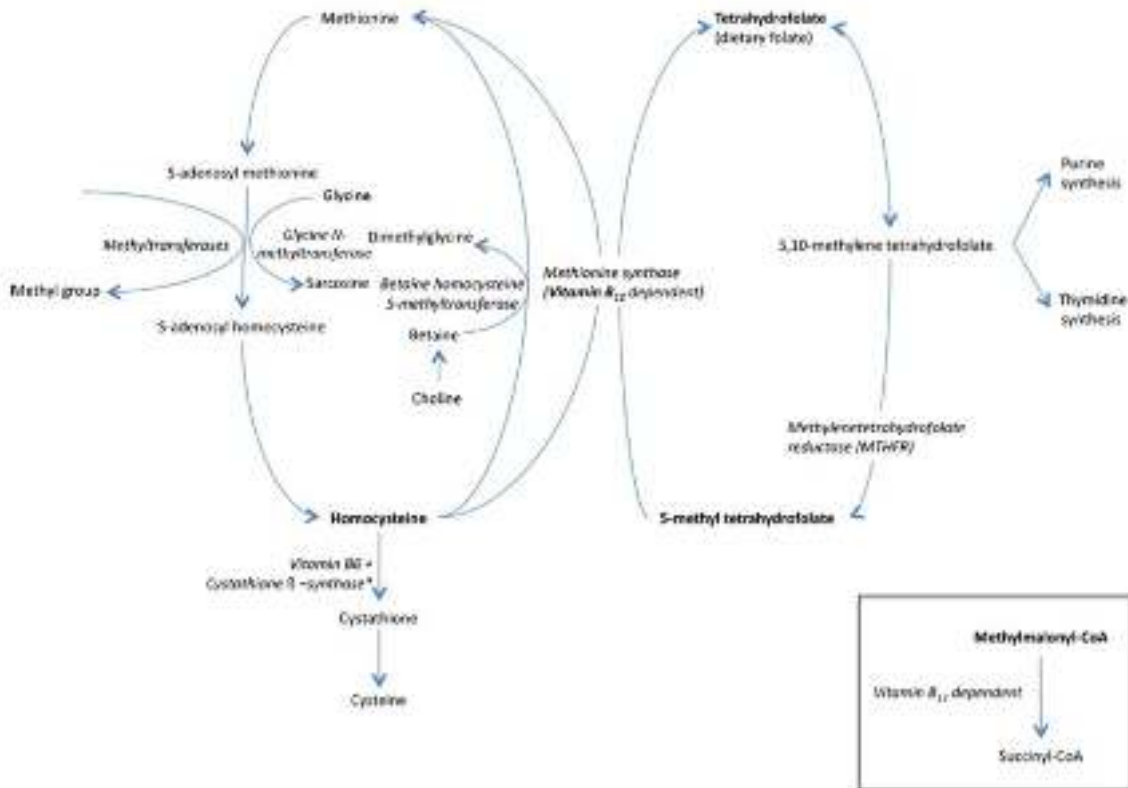 Methionine
Tetrahydrofolate
(dietary folate)
S-adenosyl methionine
Glycine
Purine
synthesis
Methyltransferases
Glycine N-
methyltransferase
Dimethylglycine
5,10-methylene tetrahydrofolate
Methyl group
Sarcosine
Betaine homocysteine
S-methyltransferase
Methionine synthase
(Vitamin B12 dependent)
Thymidine
synthesis
S-adenosyl homocysteine
Betaine
Choline
Methylenetetrahydrofolate
reductase (MTHFR)
Homocysteine
5-methyl tetrahydrofolate
Vitamin B6 +
Cystathione β –synthase*
Cystathione
Cysteine
Methylmalonyl-CoA
Vitamin B12 dependent
Succinyl-CoA